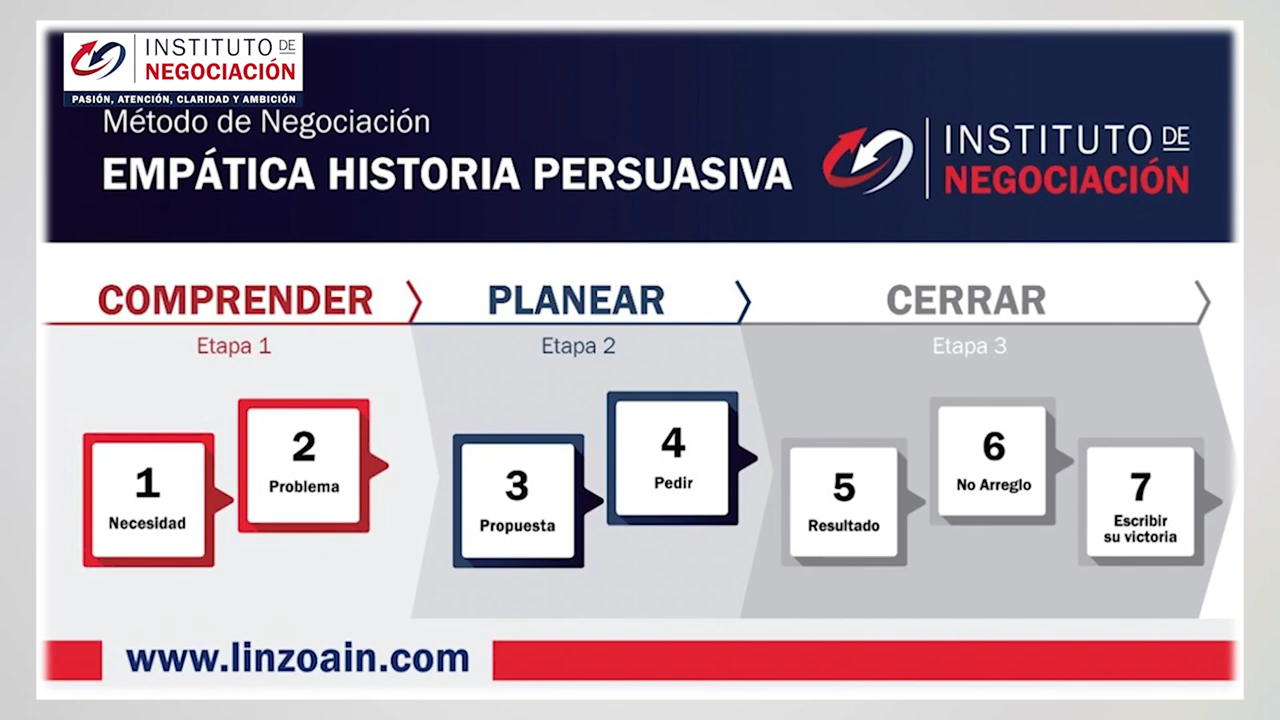 INSTITUTO DE
NEGOCIACIÓN
PASIÓN, ATENCIÓN, CLARIDAD Y AMBICIÓN
Método de Negociación
EMPÁTICA HISTORIA PERSUASIVA
INSTITUTO DE
NEGOCIACIÓN
COMPRENDER
Etapa 1
1
Necesidad
2
Problema
PLANEAR
Etapa 2
3
Propuesta
4
Pedir
CERRAR
Etapa 3
5
Resultado
6
No Arreglo
7
Escribir
su victoria
www.linzoain.com